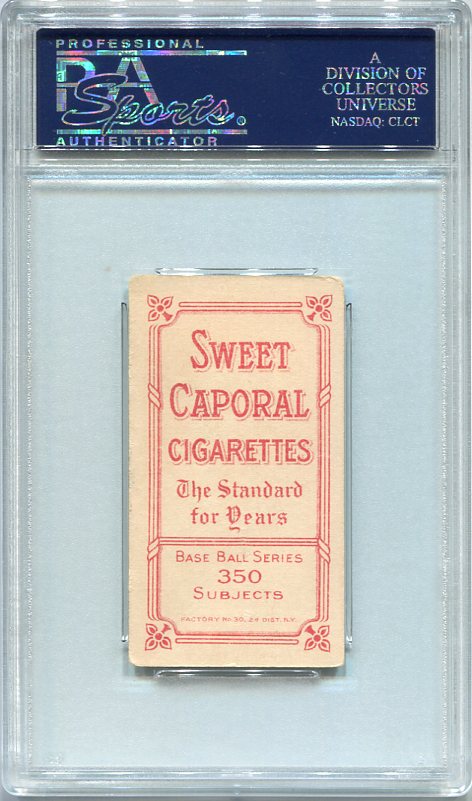 PROFESSIONAL
PSA
Sports
AUTHENTICATOR
A
DIVISION OF
COLLECTORS
UNIVERSE
NASDAQ: CLCT
SWEET
CAPORAL
CIGARETTES
The Standard
for Years
BASE BALL SERIES
350
SUBJECTS
FACTORY No 30, 2d DIST. N.Y.